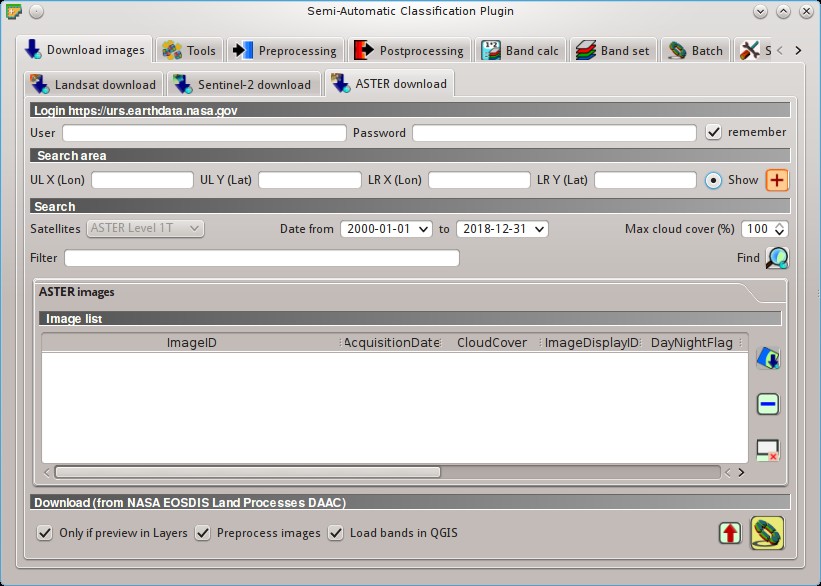 Semi-Automatic Classification Plugin
Download images Tools Preprocessing Postprocessing Band calc Band set Batch S
Landsat download Sentinel-2 download ASTER download
Login https://urs.earthdata.nasa.gov
User Password remember
Search area
UL X (Lon) UL Y (Lat) LR X (Lon) LR Y (Lat) Show
Search
Satellites ASTER Level 1T Date from 2000-01-01 to 2018-12-31 Max cloud cover (%) 100
Filter Find
ASTER images
Image list
ImageID AcquisitionDate CloudCover ImageDisplayID DayNightFlag
Download (from NASA EOSDIS Land Processes DAAC)
Only if preview in Layers Preprocess images Load bands in QGIS